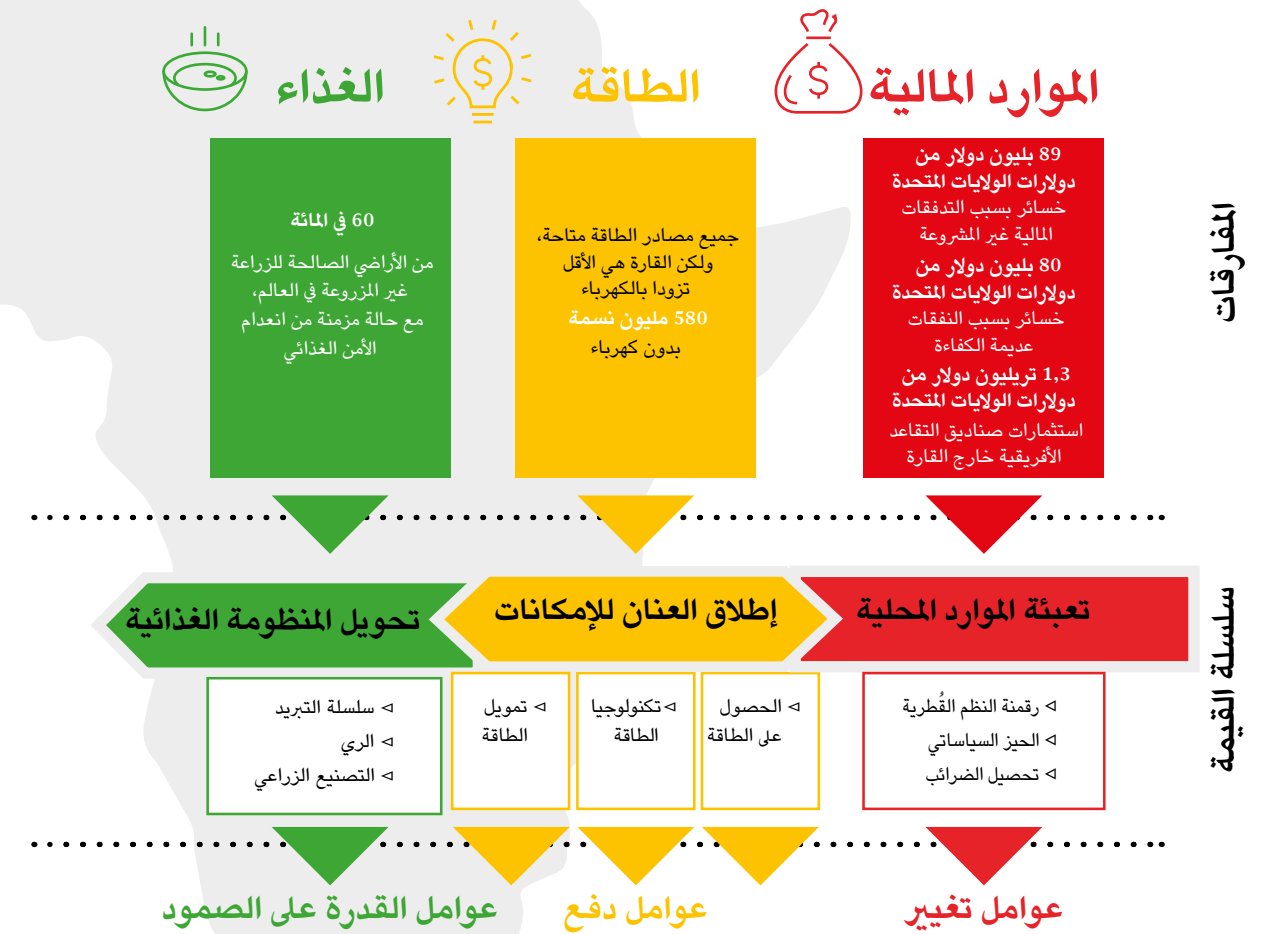 الموارد المالية
الطاقة
الغذاء
المفارقات
89 بليون دولار من
دولارات الولايات المتحدة
خسائر بسبب التدفقات
المالية غير المشروعة
80 بليون دولار من
دولارات الولايات المتحدة
خسائر بسبب النفقات
عديمة الكفاءة
1,3 تريليون دولار من
دولارات الولايات المتحدة
استثمارات صناديق التقاعد
الأفريقية خارج القارة
جميع مصادر الطاقة متاحة،
ولكن القارة هي الأقل
تزودا بالكهرباء
580 مليون نسمة
بدون كهرباء
60 في المائة
من الأراضي الصالحة للزراعة
غير المزروعة في العالم،
مع حالة مزمنة من انعدام
الأمن الغذائي
سلسلة القيمة
تعبئة الموارد المحلية
إطلاق العنان للإمكانات
تحويل المنظومة الغذائية
رقمنة النظم القُطرية
الحيز السياساتي
تحصيل الضرائب
الحصول
على الطاقة
تكنولوجيا
الطاقة
تمويل
الطاقة
سلسلة التبريد
الري
التصنيع الزراعي
عوامل تغيير
عوامل دفع
عوامل القدرة على الصمود